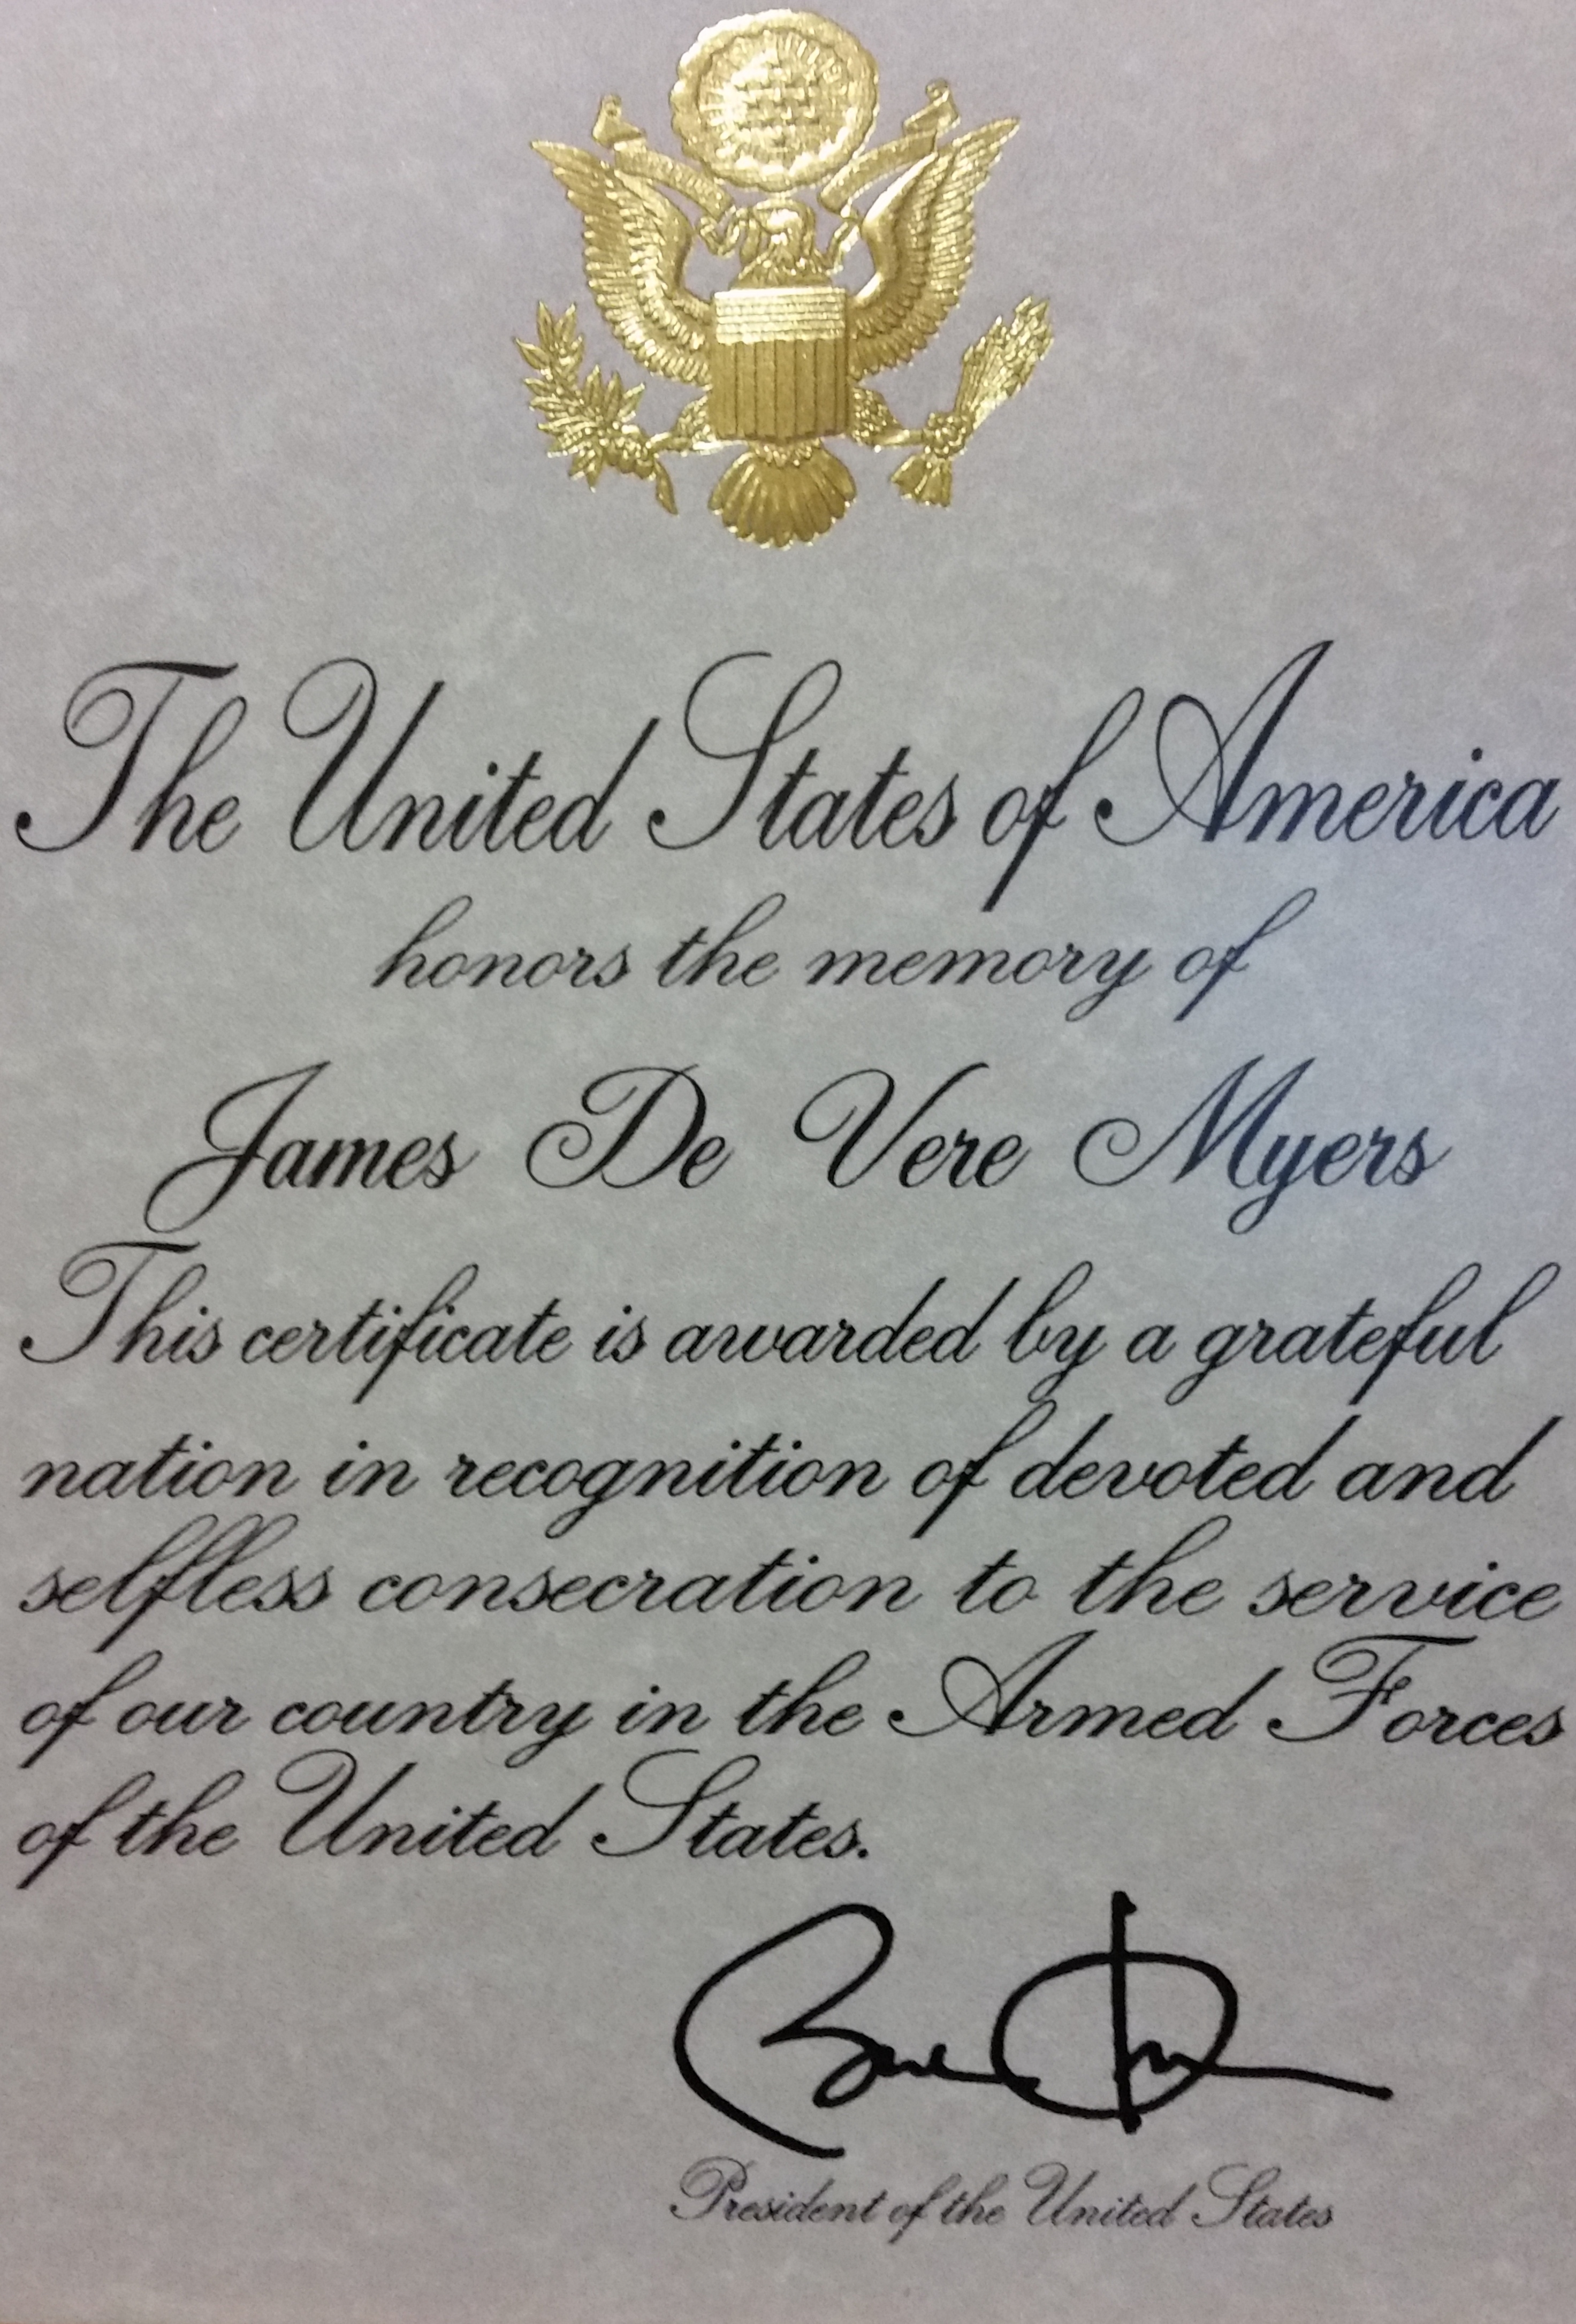 The United States of America
honors the memory of
James De Vere Myers
This certificate is awarded by a grateful
nation in recognition of devoted and
selfless consecration to the service
of our country in the Armed Forces
of the United States.
President of the United States